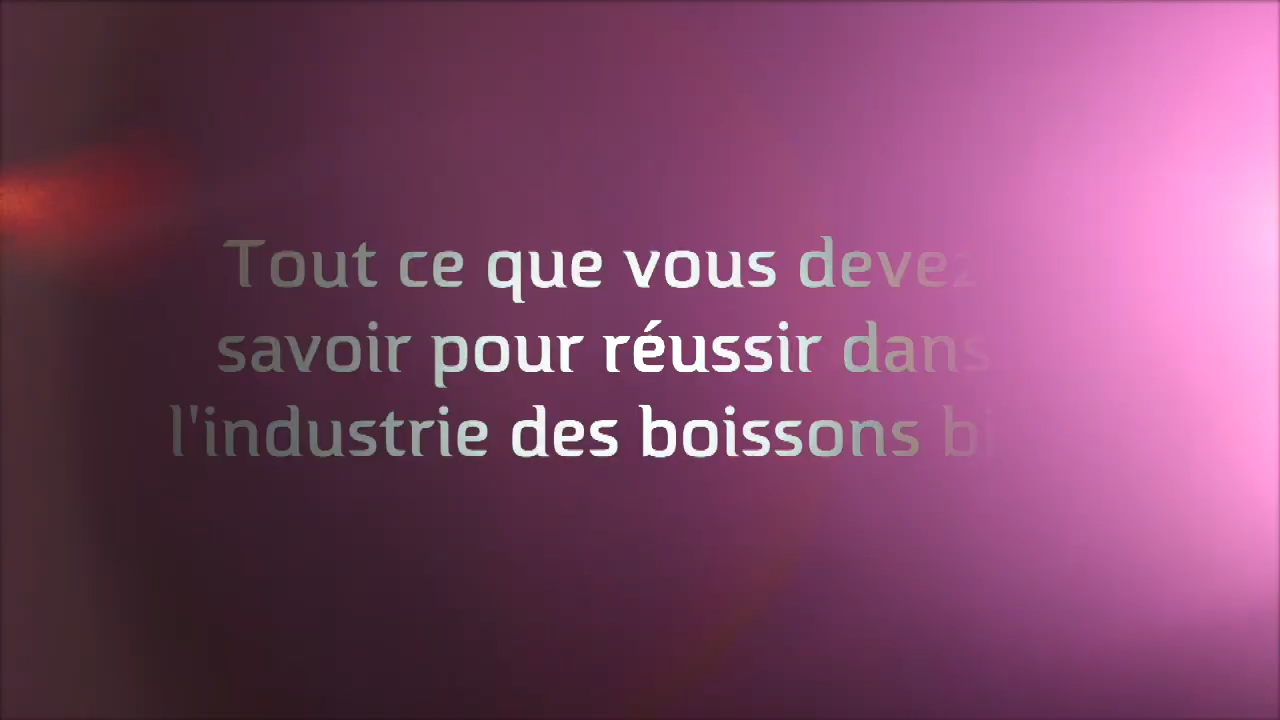 Tout ce que vous devez
savoir pour réussir dans
l'industrie des boissons